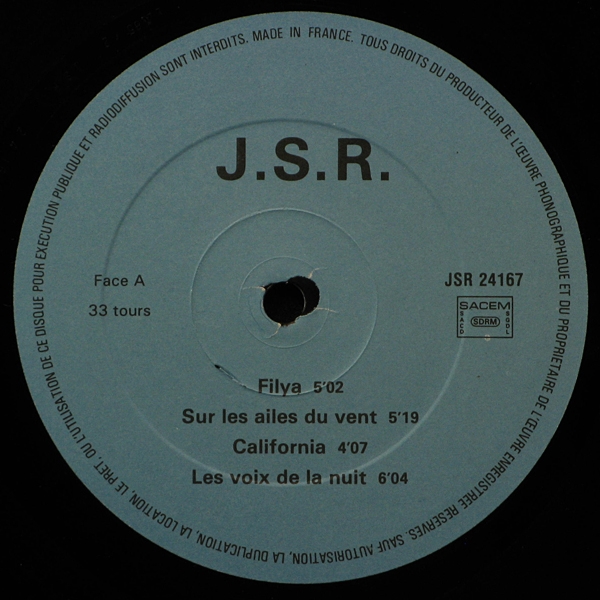 TOUS DROITS DU PRODUCTEUR DE L'ŒUVRE PHONOGRAPHIQUE ET DU PROPRIETAIRE DE L'ŒUVRE ENREGISTREE RESERVES. SAUF AUTORISATION, LA DUPLICATION, LA LOCATION, LE PRET, OU L'UTILISATION DE CE DISQUE POUR EXECUTION PUBLIQUE ET RADIODIFFUSION SONT INTERDITS. MADE IN FRANCE.
J.S.R.
Face A
33 tours
JSR 24167
SACEM
SACD
SDRM
SGDL
Filya 5'02
Sur les ailes du vent 5'19
California 4'07
Les voix de la nuit 6'04